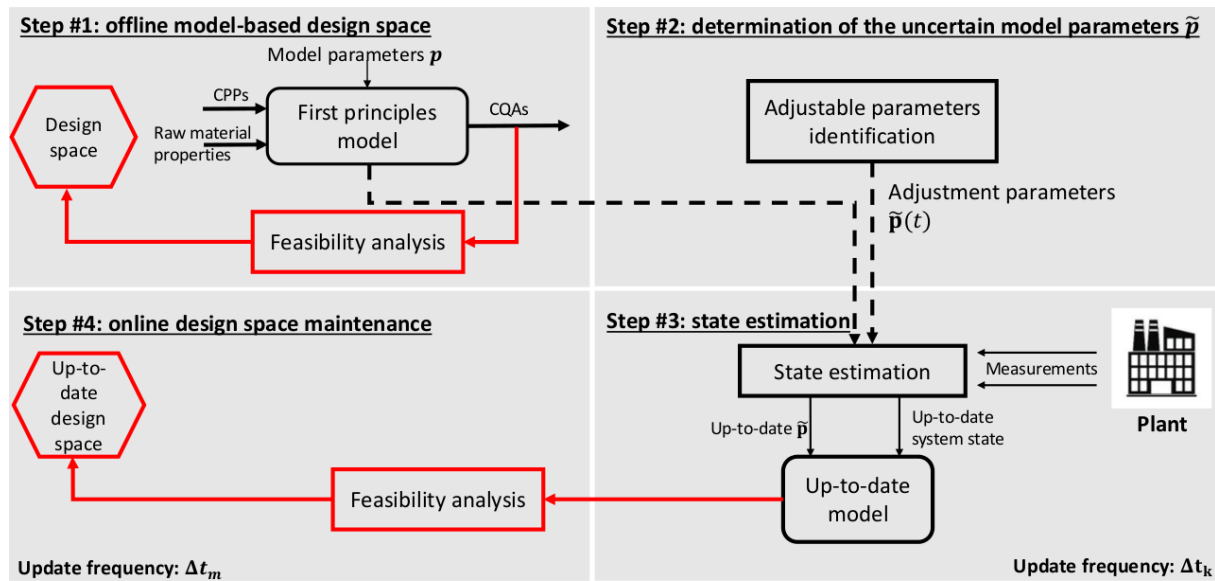 Step #1: offline model-based design space
Model parameters p
CPPs
Raw material
properties
First principles
model
CQAs
Design
space
Feasibility analysis
Step #2: determination of the uncertain model parameters p̃
Adjustable parameters
identification
Adjustment parameters
p̃(t)
Step #4: online design space maintenance
Up-to-
date
design
space
Feasibility analysis
Update frequency: Δt_m
Step #3: state estimation
State estimation
Measurements
Plant
Up-to-date p̃
Up-to-date
system state
Up-to-date
model
Update frequency: Δt_k